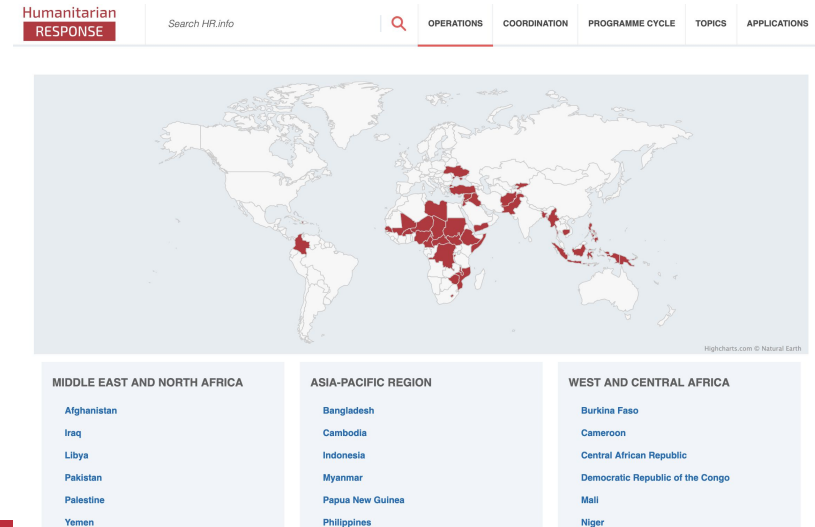 Humanitarian
RESPONSE
Search HR.info
OPERATIONS
COORDINATION
PROGRAMME CYCLE
TOPICS
APPLICATIONS
Highcharts.com © Natural Earth
MIDDLE EAST AND NORTH AFRICA
Afghanistan
Iraq
Libya
Pakistan
Palestine
Yemen
ASIA-PACIFIC REGION
Bangladesh
Cambodia
Indonesia
Myanmar
Papua New Guinea
Philippines
WEST AND CENTRAL AFRICA
Burkina Faso
Cameroon
Central African Republic
Democratic Republic of the Congo
Mali
Niger